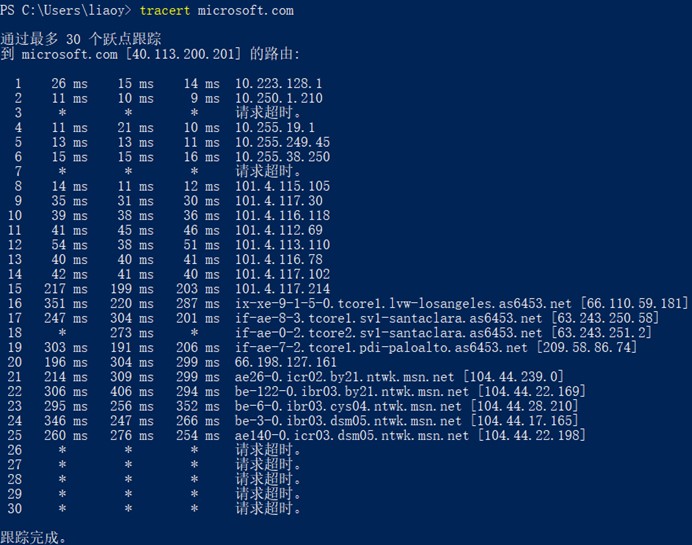 PS C:\Users\liaoy> tracert microsoft.com
通过最多 30 个跃点跟踪
到 microsoft.com [40.113.200.201] 的路由:
1 26 ms 15 ms 14 ms 10.223.128.1
2 11 ms 10 ms 9 ms 10.250.1.210
3 * * * 请求超时。
4 11 ms 21 ms 10 ms 10.255.19.1
5 13 ms 13 ms 11 ms 10.255.249.45
6 15 ms 15 ms 16 ms 10.255.38.250
7 * * * 请求超时。
8 14 ms 11 ms 12 ms 101.4.115.105
9 35 ms 31 ms 30 ms 101.4.117.30
10 39 ms 38 ms 36 ms 101.4.116.118
11 41 ms 45 ms 46 ms 101.4.112.69
12 54 ms 38 ms 51 ms 101.4.113.110
13 40 ms 40 ms 41 ms 101.4.116.78
14 42 ms 41 ms 40 ms 101.4.117.102
15 217 ms 199 ms 203 ms 101.4.117.214
16 351 ms 220 ms 287 ms ix-xe-9-1-5-0.tcore1.lvw-losangeles.as6453.net [66.110.59.181]
17 247 ms 304 ms 201 ms if-ae-8-3.tcore1.sv1-santaclara.as6453.net [63.243.250.58]
18 * 273 ms * if-ae-0-2.tcore2.sv1-santaclara.as6453.net [63.243.251.2]
19 303 ms 191 ms 206 ms if-ae-7-2.tcore1.pdi-paloalto.as6453.net [209.58.86.74]
20 196 ms 304 ms 299 ms 66.198.127.161
21 214 ms 309 ms 299 ms ae26-0.icr02.by21.ntwk.msn.net [104.44.239.0]
22 306 ms 406 ms 294 ms be-122-0.ibr03.by21.ntwk.msn.net [104.44.22.169]
23 295 ms 256 ms 352 ms be-6-0.ibr03.cys04.ntwk.msn.net [104.44.28.210]
24 346 ms 247 ms 266 ms be-3-0.ibr03.dsm05.ntwk.msn.net [104.44.17.165]
25 260 ms 276 ms 254 ms ae140-0.icr03.dsm05.ntwk.msn.net [104.44.22.198]
26 * * * 请求超时。
27 * * * 请求超时。
28 * * * 请求超时。
29 * * * 请求超时。
30 * * * 请求超时。
跟踪完成。